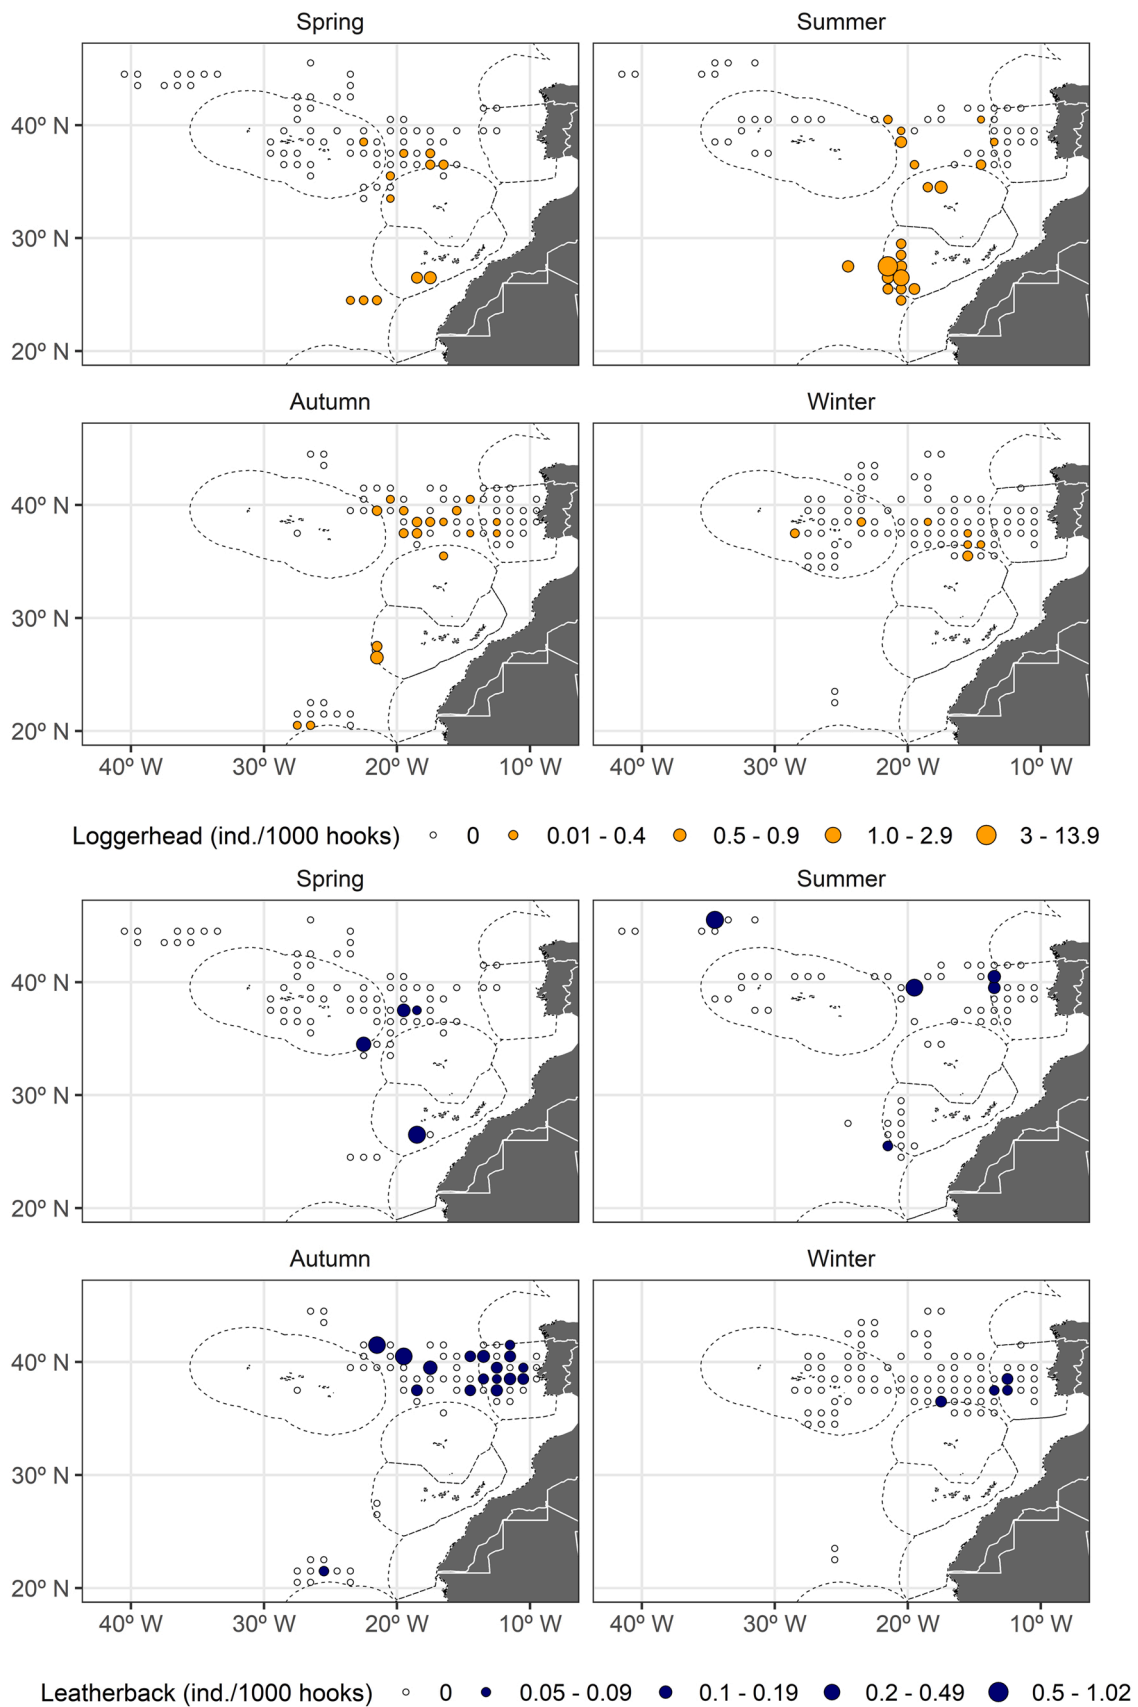 Spring Summer
40º N
30º N
20º N
Autumn Winter
40º N
30º N
20º N
40º W 30º W 20º W 10º W 40º W 30º W 20º W 10º W
Loggerhead (ind./1000 hooks) 0 0.01 - 0.4 0.5 - 0.9 1.0 - 2.9 3 - 13.9
Spring Summer
40º N
30º N
20º N
Autumn Winter
40º N
30º N
20º N
40º W 30º W 20º W 10º W 40º W 30º W 20º W 10º W
Leatherback (ind./1000 hooks) 0 0.05 - 0.09 0.1 - 0.19 0.2 - 0.49 0.5 - 1.02